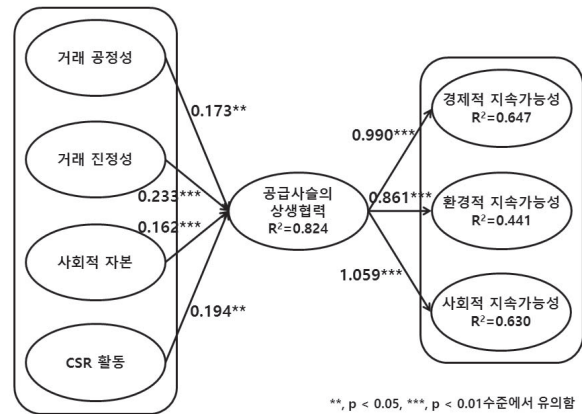 거래 공정성
거래 진정성
사회적 자본
CSR 활동
0.173**
0.233***
0.162***
0.194**
공급사슬의
상생협력
R²=0.824
0.990***
0.861***
1.059***
경제적 지속가능성
R²=0.647
환경적 지속가능성
R²=0.441
사회적 지속가능성
R²=0.630
**, p < 0.05, ***, p < 0.01수준에서 유의함